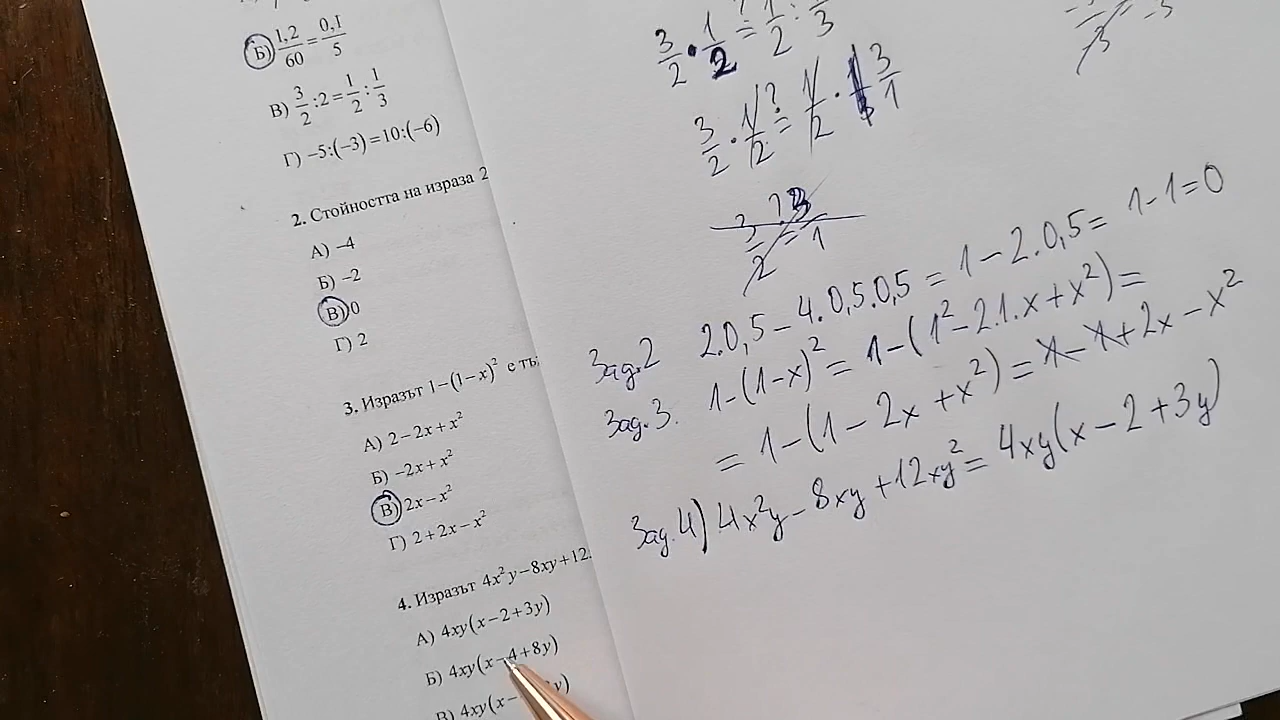 Б) 1,2/60 = 0,1/5
В) 3/2 : 2 = 1/2 : 1/3
Г) −5:(−3)=10:(−6)
2. Стойността на израза 2
А) −4
Б) −2
В) 0
Г) 2
3. Изразът 1−(1−x)² е
А) 2−2x+x²
Б) −2x+x²
В) 2x−x²
Г) 2+2x−x²
4. Изразът 4x²y−8xy+12
А) 4xy(x−2+3y)
Б) 4xy(x−4+8y)
В) 4xy(x−
3/2 · 1/2 ?= 1/2 : /3
3/2 · 1/2 ?= 1/2 · 3/1
Зад.2 2.0,5 − 4.0,5.0,5 = 1 − 2.0,5 = 1−1=0
Зад.3. 1−(1−x)² = 1−(1²−2.1.x+x²) =
= 1−(1−2x+x²) = 1−1+2x−x²
Зад.4) 4x²y−8xy+12xy² = 4xy(x−2+3y)